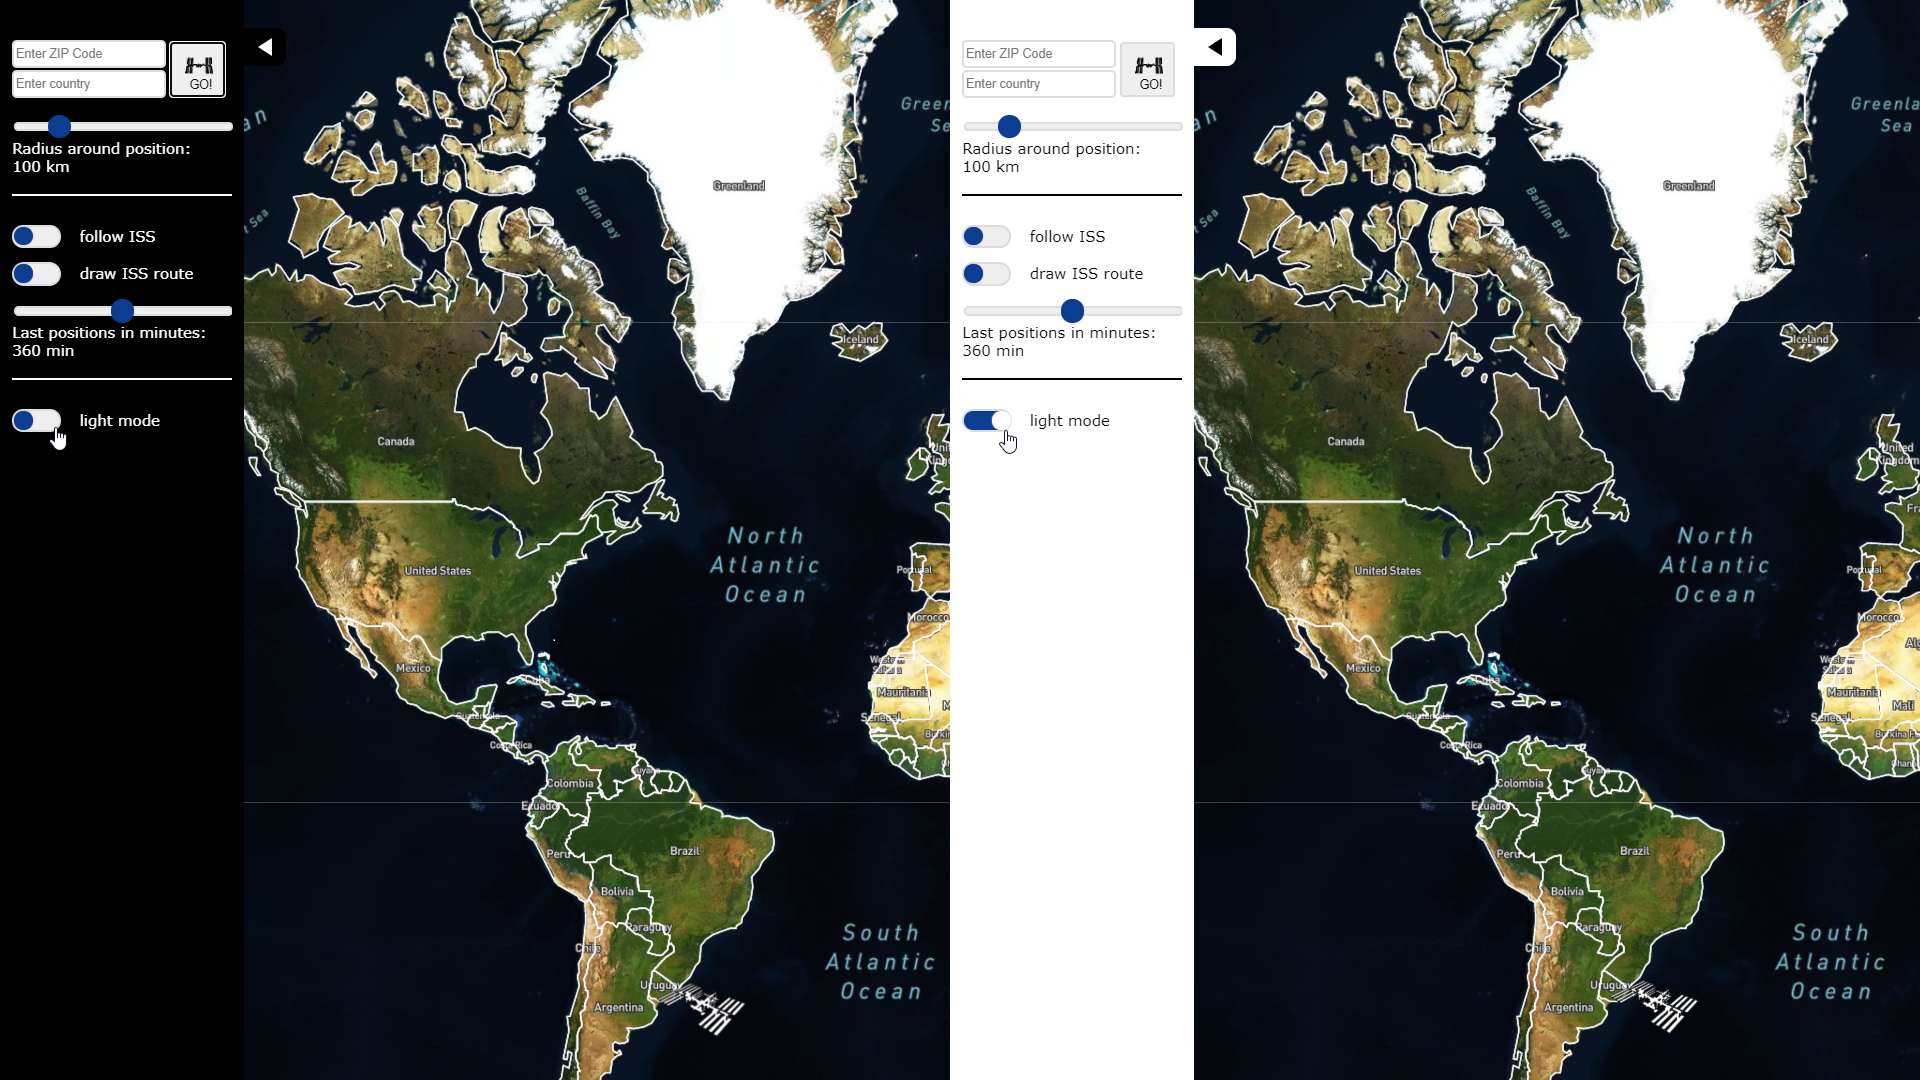 Enter ZIP Code
Enter country
GO!
Radius around position:
100 km
follow ISS
draw ISS route
Last positions in minutes:
360 min
light mode
Greenland
Baffin Bay
Iceland
Canada
United States
North
Atlantic
Ocean
Portugal
Morocco
Mexico
Cuba
Mauritania
Senegal
Guatemala
Costa Rica
Guyana
Colombia
Ecuador
Peru
Brazil
Bolivia
Paraguay
Chile
Uruguay
Argentina
South
Atlantic
Ocean
Enter ZIP Code
Enter country
GO!
Radius around position:
100 km
follow ISS
draw ISS route
Last positions in minutes:
360 min
light mode
Sea
Greenland
Baffin Bay
Iceland
United
Kingdom
Canada
United States
North
Atlantic
Ocean
Portugal
Morocco
Mexico
Cuba
Mauritania
Mali
Senegal
Guatemala
Costa Rica
Guyana
Colombia
Ecuador
Peru
Brazil
Bolivia
Paraguay
Chile
Uruguay
Argentina
South
Atlantic
Ocean